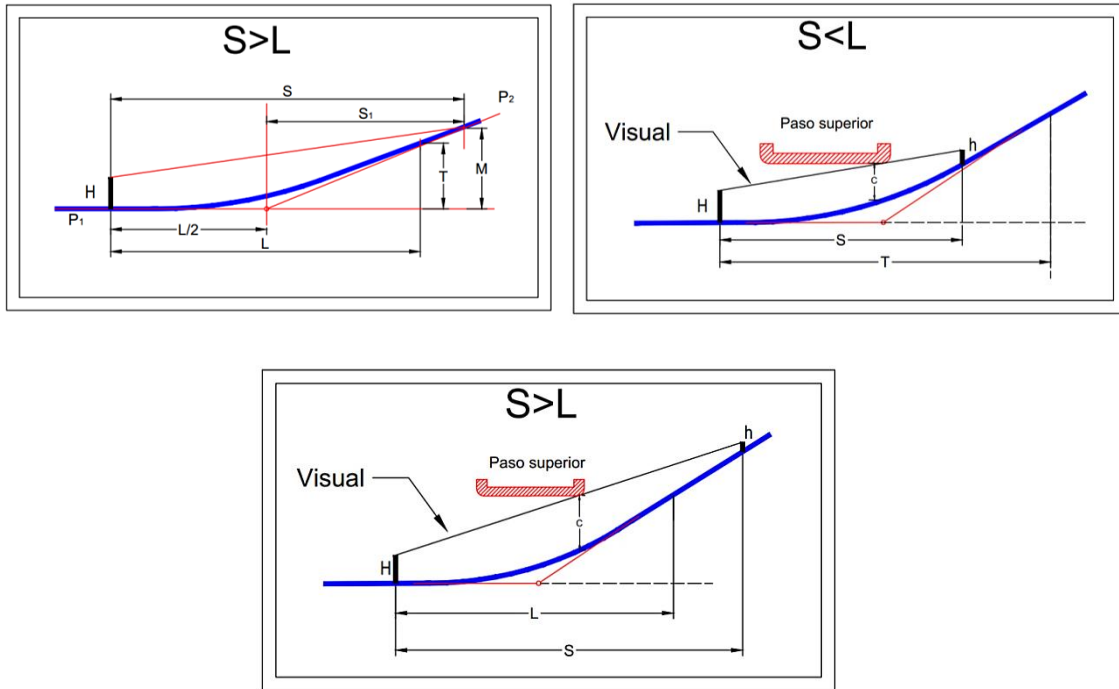 S>L
S
P₂
S₁
H
T
M
P₁
L/2
L
S<L
Paso superior
Visual
h
c
H
S
T
S>L
h
Paso superior
Visual
c
H
L
S